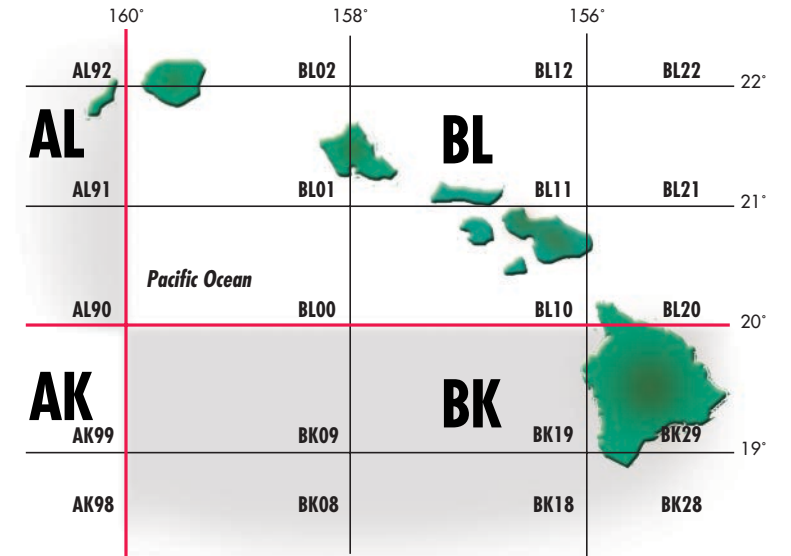 160° 158° 156°
AL92 BL02 BL12 BL22
22°
AL BL
AL91 BL01 BL11 BL21
21°
Pacific Ocean
AL90 BL00 BL10 BL20
20°
AK BK
AK99 BK09 BK19 BK29
19°
AK98 BK08 BK18 BK28